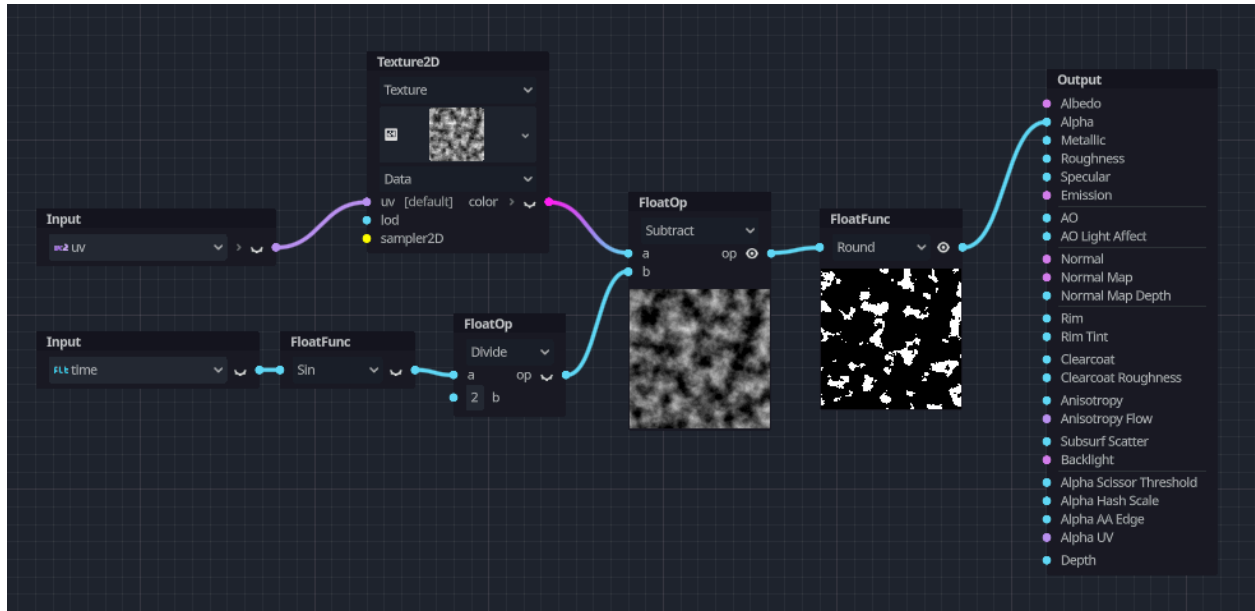 Texture2D
Texture
Data
uv [default] color
lod
sampler2D
Input
uv
Input
time
FloatFunc
Sin
FloatOp
Divide
a op
2 b
FloatOp
Subtract
a op
b
FloatFunc
Round
Output
Albedo
Alpha
Metallic
Roughness
Specular
Emission
AO
AO Light Affect
Normal
Normal Map
Normal Map Depth
Rim
Rim Tint
Clearcoat
Clearcoat Roughness
Anisotropy
Anisotropy Flow
Subsurf Scatter
Backlight
Alpha Scissor Threshold
Alpha Hash Scale
Alpha AA Edge
Alpha UV
Depth